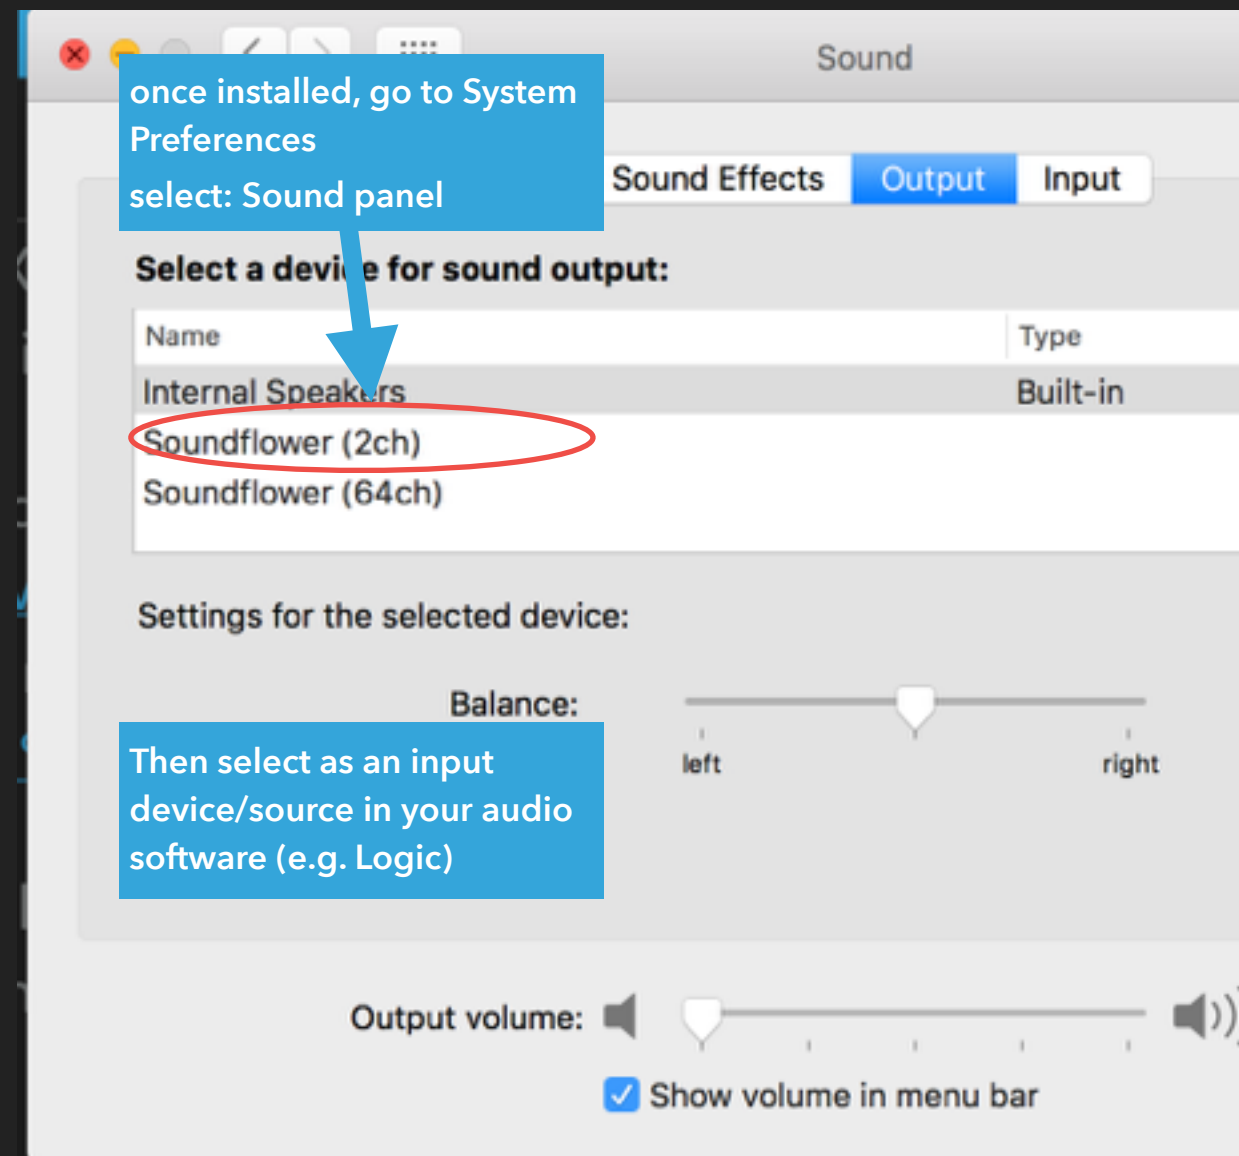 Sound
once installed, go to System
Preferences
select: Sound panel
Sound Effects Output Input
Select a device for sound output:
Name Type
Internal Speakers Built-in
Soundflower (2ch)
Soundflower (64ch)
Settings for the selected device:
Balance:
left right
Then select as an input
device/source in your audio
software (e.g. Logic)
Output volume:
Show volume in menu bar